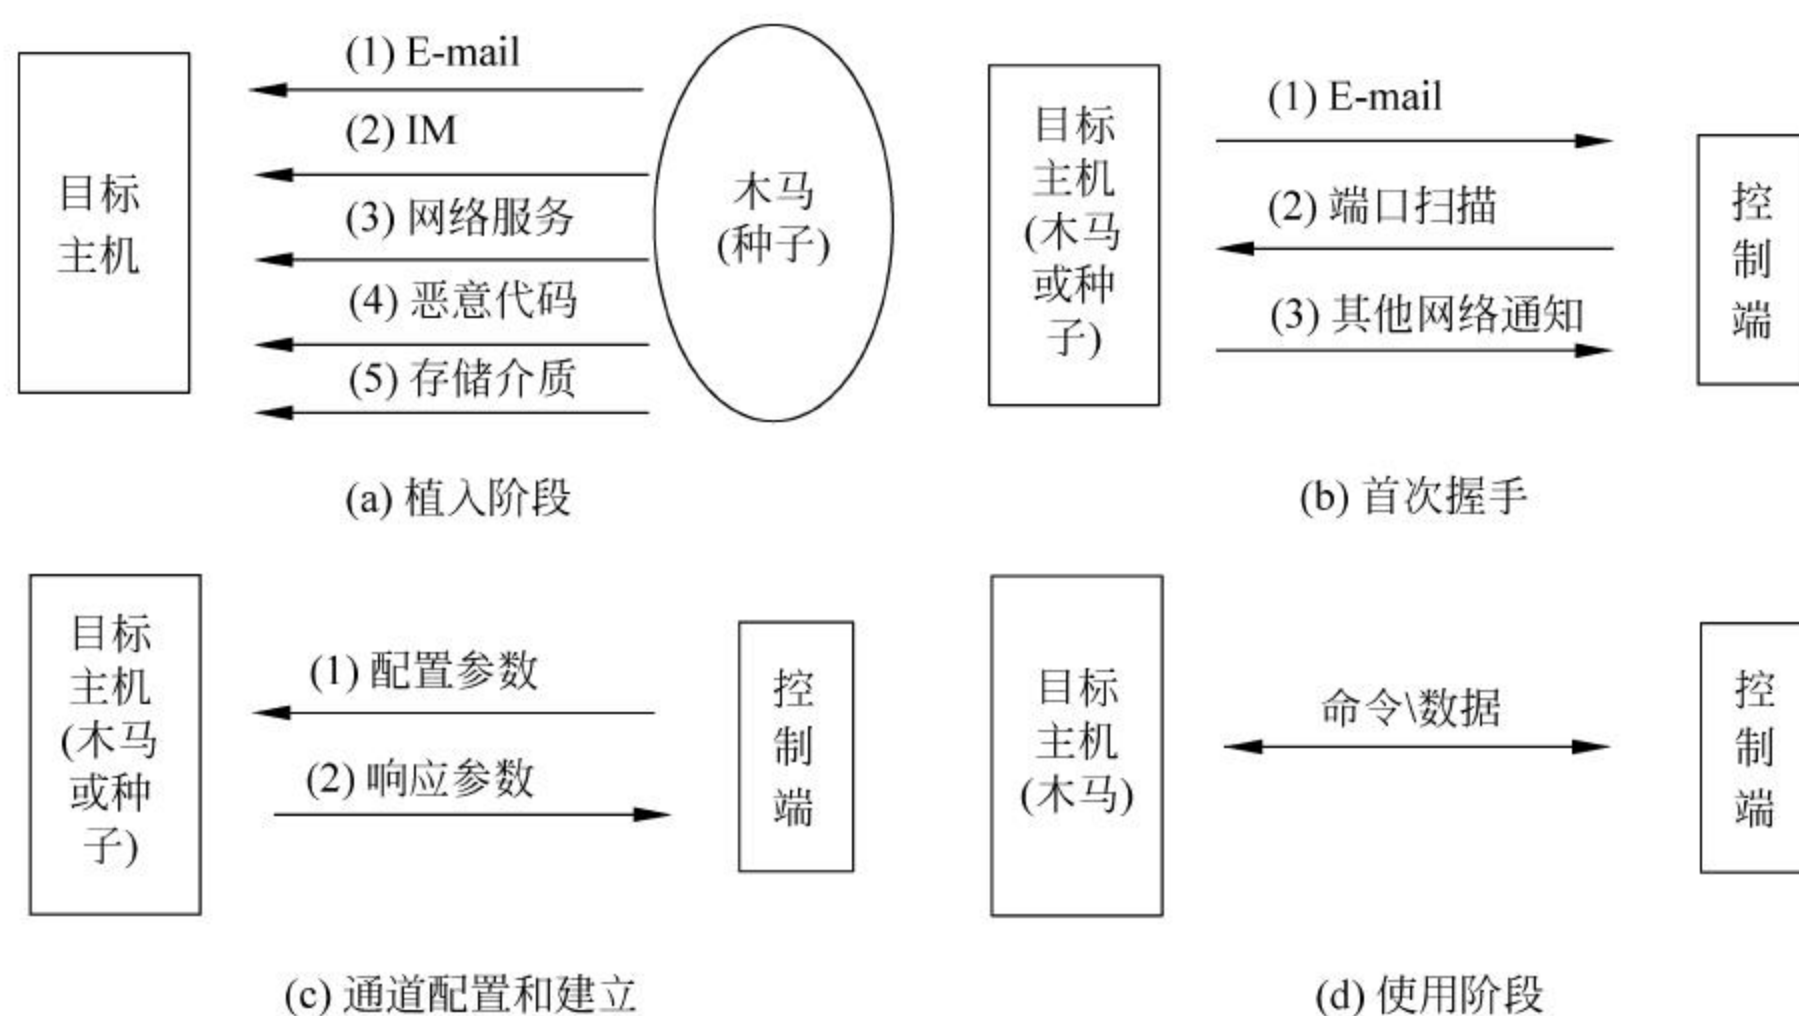 目标
主机
(1) E-mail
(2) IM
(3) 网络服务
(4) 恶意代码
(5) 存储介质
木马
(种子)
(a) 植入阶段
目标
主机
(木马
或种
子)
(1) E-mail
(2) 端口扫描
(3) 其他网络通知
控
制
端
(b) 首次握手
目标
主机
(木马
或种
子)
(1) 配置参数
(2) 响应参数
控
制
端
(c) 通道配置和建立
目标
主机
(木马)
命令\数据
控
制
端
(d) 使用阶段